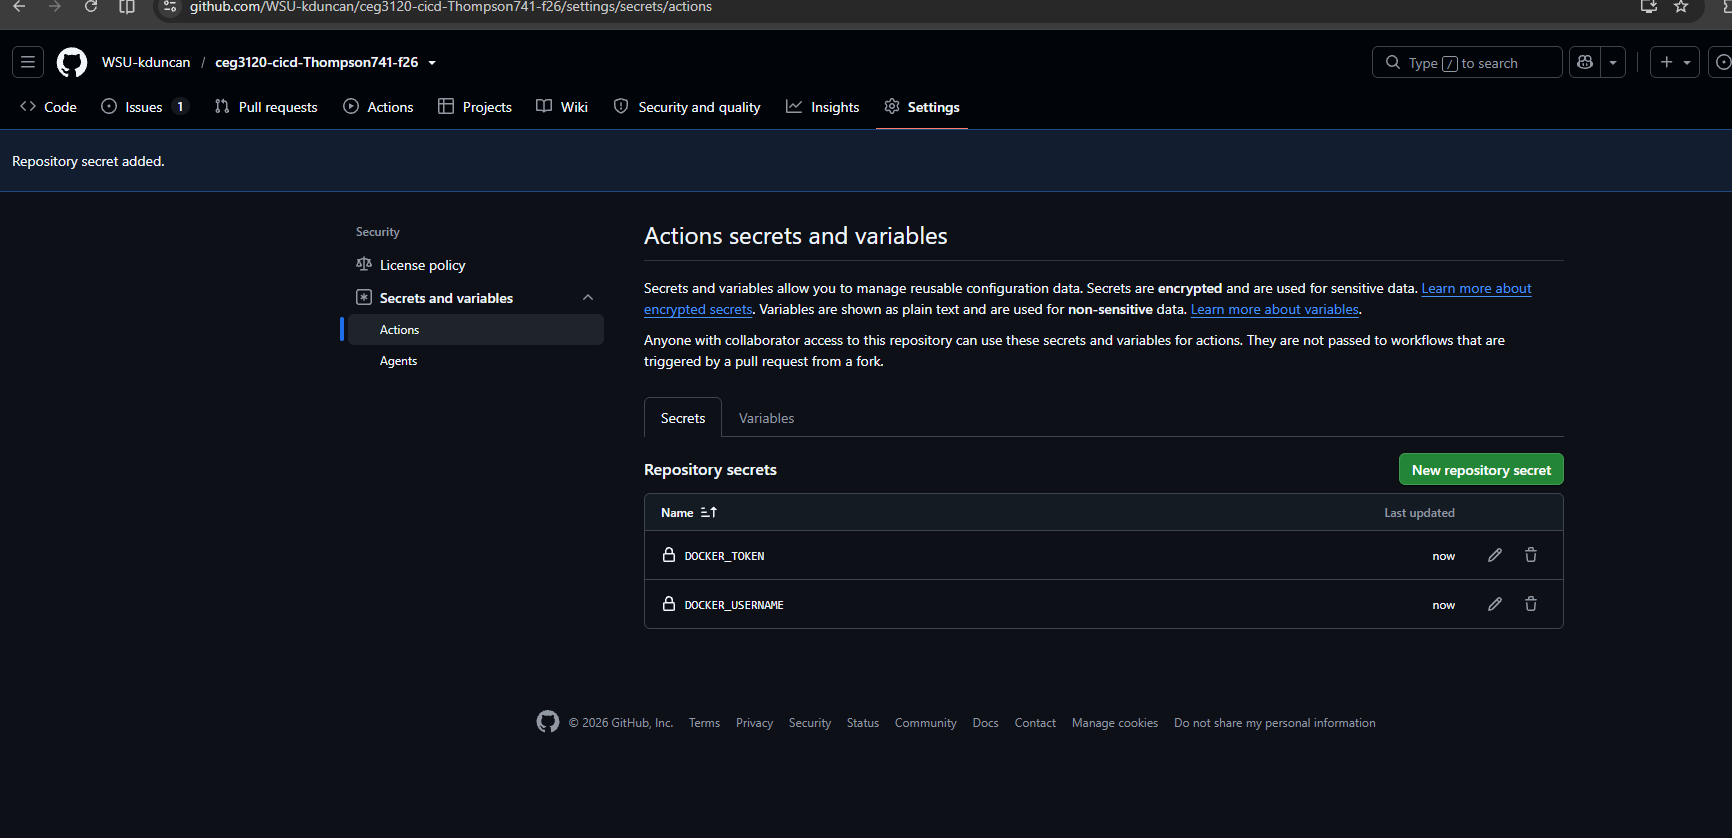 github.com/WSU-kduncan/ceg3120-cicd-Thompson741-f26/settings/secrets/actions
WSU-kduncan / ceg3120-cicd-Thompson741-f26
Type / to search
Code Issues 1 Pull requests Actions Projects Wiki Security and quality Insights Settings
Repository secret added.
Security
License policy
Secrets and variables
Actions
Agents
Actions secrets and variables
Secrets and variables allow you to manage reusable configuration data. Secrets are encrypted and are used for sensitive data. Learn more about
encrypted secrets. Variables are shown as plain text and are used for non-sensitive data. Learn more about variables.
Anyone with collaborator access to this repository can use these secrets and variables for actions. They are not passed to workflows that are
triggered by a pull request from a fork.
Secrets Variables
Repository secrets
New repository secret
Name Last updated
DOCKER_TOKEN now
DOCKER_USERNAME now
© 2026 GitHub, Inc. Terms Privacy Security Status Community Docs Contact Manage cookies Do not share my personal information